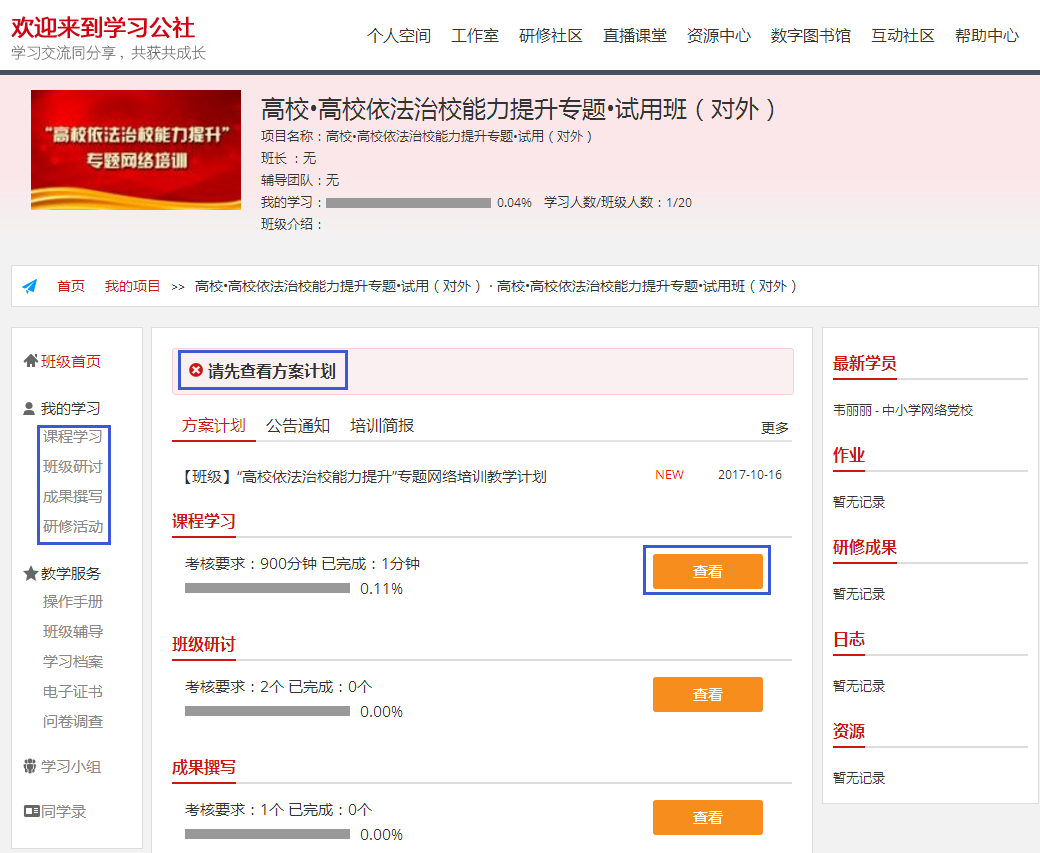 欢迎来到学习公社
学习交流同分享，共获共成长
个人空间 工作室 研修社区 直播课堂 资源中心 数字图书馆 互动社区 帮助中心
“高校依法治校能力提升”
专题网络培训
高校•高校依法治校能力提升专题•试用班（对外）
项目名称：高校•高校依法治校能力提升专题•试用（对外）
班长 ：无
辅导团队：无
我的学习： 0.04% 学习人数/班级人数：1/20
班级介绍：
首页 我的项目 >> 高校•高校依法治校能力提升专题•试用（对外）· 高校•高校依法治校能力提升专题•试用班（对外）
班级首页
我的学习
课程学习
班级研讨
成果撰写
研修活动
教学服务
操作手册
班级辅导
学习档案
电子证书
问卷调查
学习小组
同学录
请先查看方案计划
方案计划 公告通知 培训简报 更多
【班级】“高校依法治校能力提升”专题网络培训教学计划 NEW 2017-10-16
课程学习
考核要求：900分钟 已完成：1分钟
0.11%
查看
班级研讨
考核要求：2个 已完成：0个
0.00%
查看
成果撰写
考核要求：1个 已完成：0个
0.00%
查看
最新学员
韦丽丽 - 中小学网络党校
作业
暂无记录
研修成果
暂无记录
日志
暂无记录
资源
暂无记录